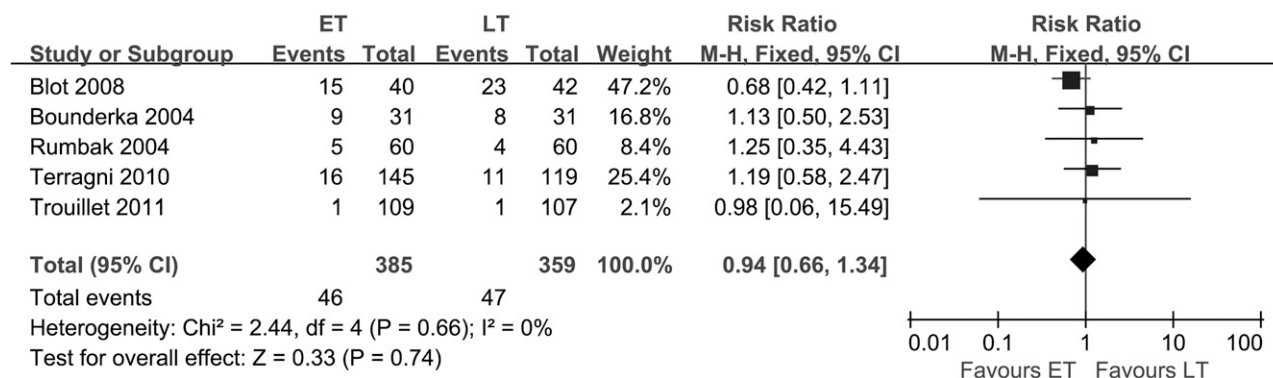 ET LT Risk Ratio Risk Ratio
Study or Subgroup Events Total Events Total Weight M-H, Fixed, 95% CI M-H, Fixed, 95% CI
Blot 2008 15 40 23 42 47.2% 0.68 [0.42, 1.11]
Bounderka 2004 9 31 8 31 16.8% 1.13 [0.50, 2.53]
Rumbak 2004 5 60 4 60 8.4% 1.25 [0.35, 4.43]
Terragni 2010 16 145 11 119 25.4% 1.19 [0.58, 2.47]
Trouillet 2011 1 109 1 107 2.1% 0.98 [0.06, 15.49]
Total (95% CI) 385 359 100.0% 0.94 [0.66, 1.34]
Total events 46 47
Heterogeneity: Chi² = 2.44, df = 4 (P = 0.66); I² = 0%
Test for overall effect: Z = 0.33 (P = 0.74)
0.01 0.1 1 10 100
Favours ET Favours LT